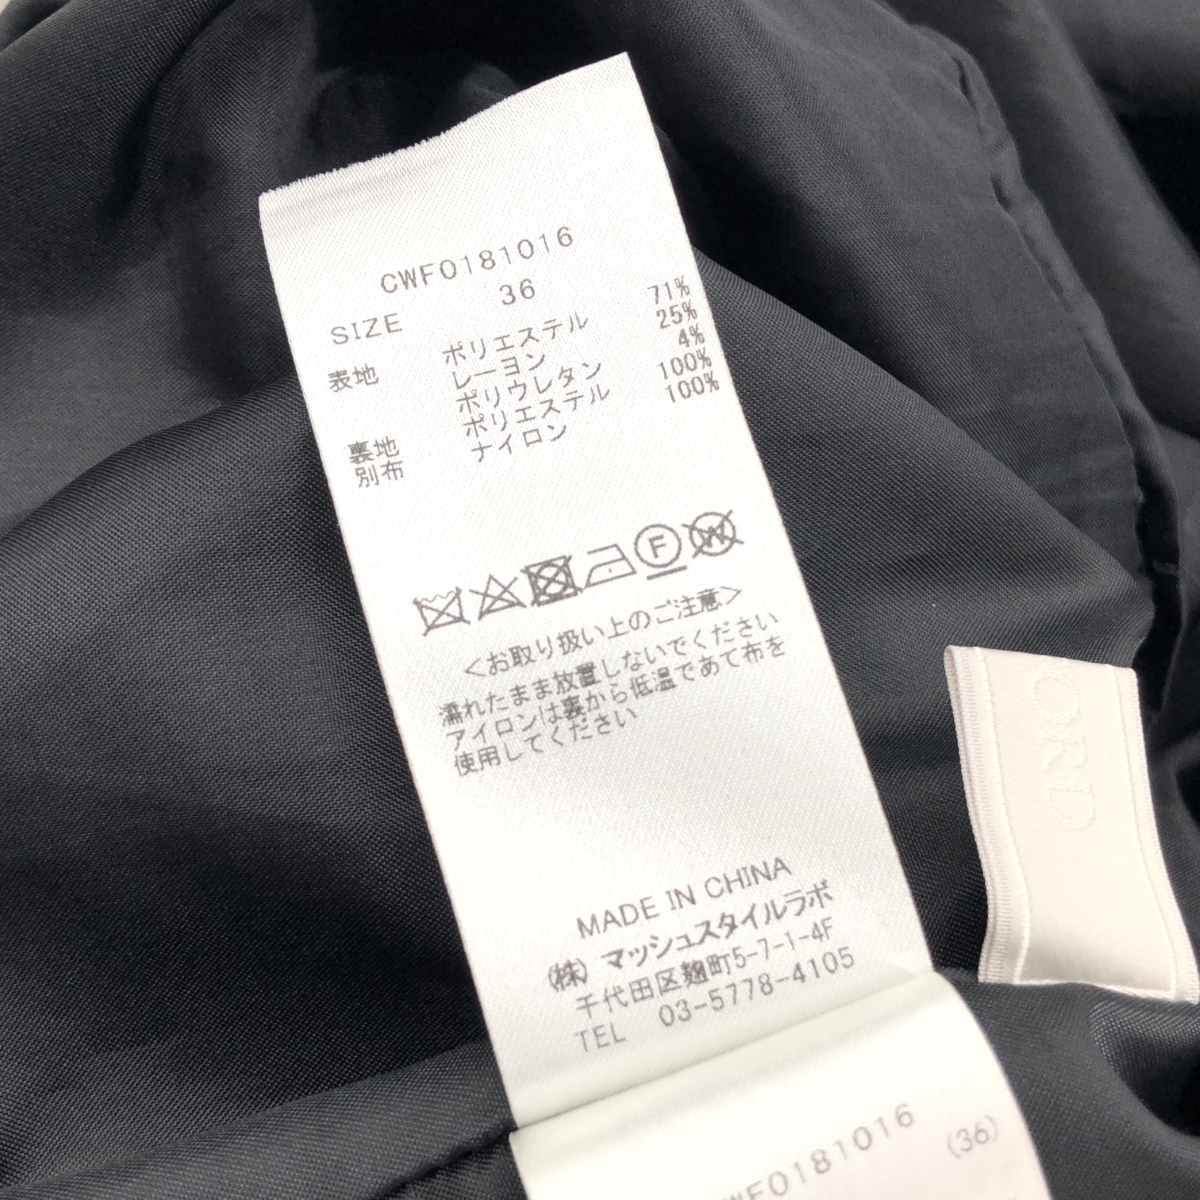 CWF0181016
SIZE 36
表地 ポリエステル 71%
レーヨン 25%
ポリウレタン 4%
裏地 ポリエステル 100%
別布 ナイロン 100%
F W
<お取り扱い上のご注意>
濡れたまま放置しないでください
アイロンは裏から低温であて布を
使用してください
MADE IN CHINA
(株) マッシュスタイルラボ
千代田区麹町5-7-1-4F
TEL 03-5778-4105
WF0181016
(36)
ORD